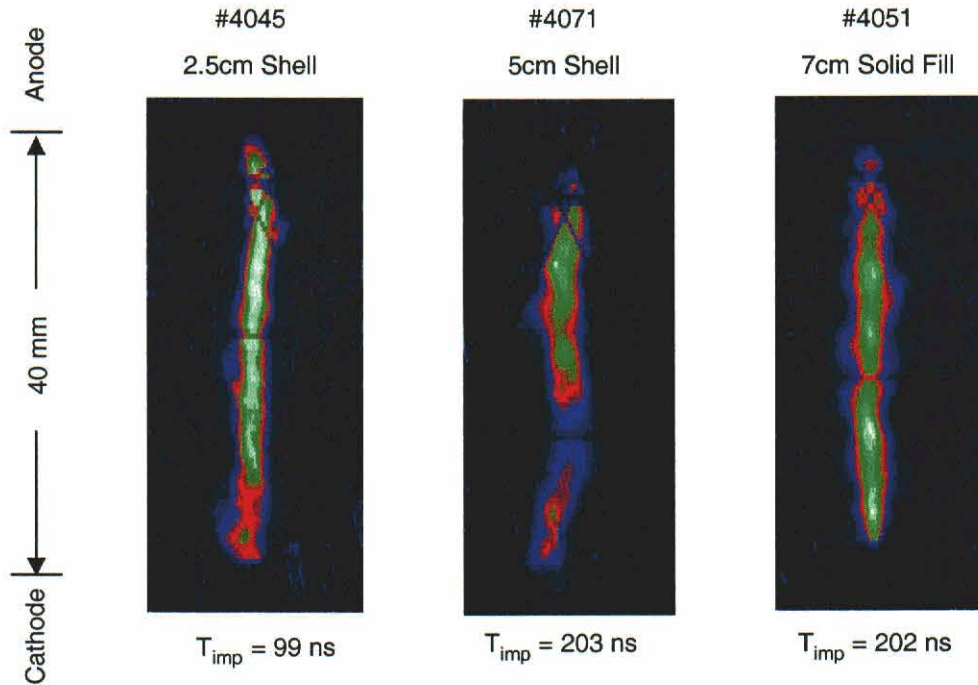 #4045
2.5cm Shell
#4071
5cm Shell
#4051
7cm Solid Fill
Anode
40 mm
Cathode
T_imp = 99 ns
T_imp = 203 ns
T_imp = 202 ns